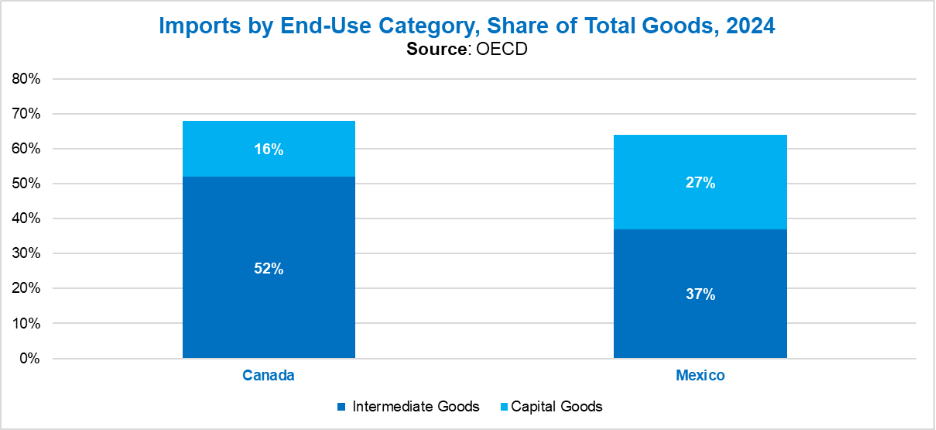 Imports by End-Use Category, Share of Total Goods, 2024
Source: OECD
80%
70%
60%
50%
40%
30%
20%
10%
0%
16%
52%
27%
37%
Canada
Mexico
Intermediate Goods
Capital Goods